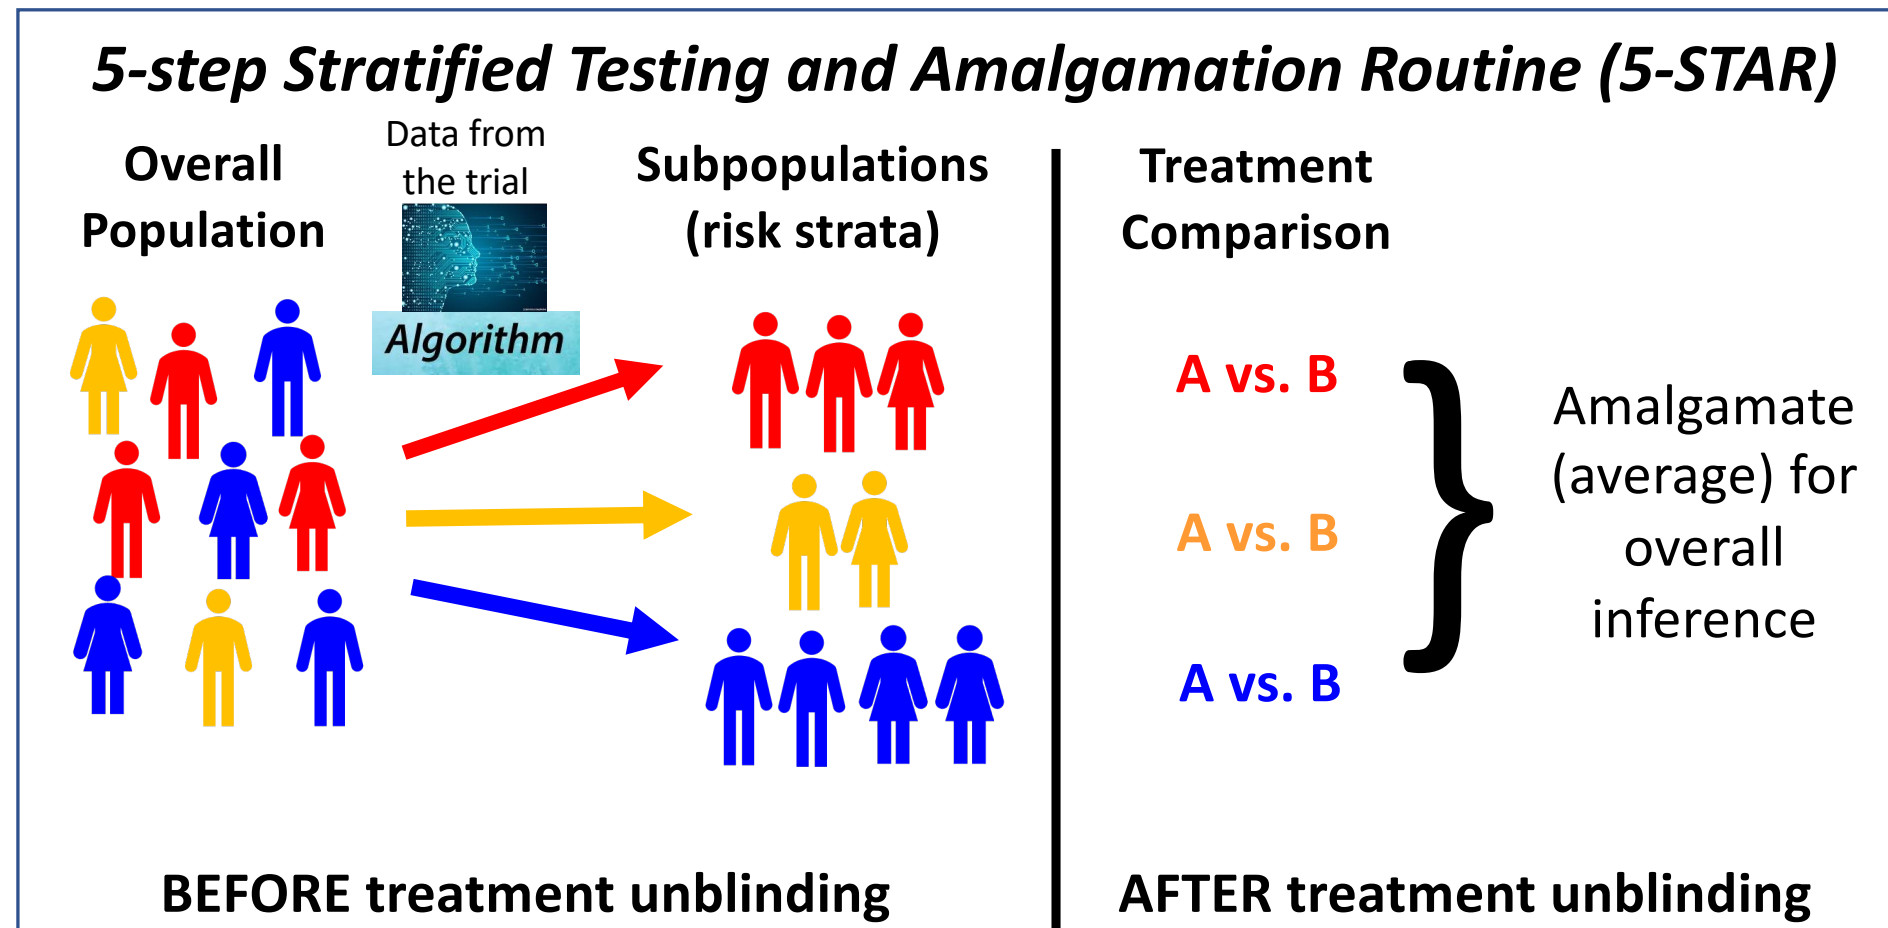 5-step Stratified Testing and Amalgamation Routine (5-STAR)
Overall
Population
Data from
the trial
Algorithm
Subpopulations
(risk strata)
Treatment
Comparison
A vs. B
A vs. B
A vs. B
}
Amalgamate
(average) for
overall
inference
BEFORE treatment unblinding
AFTER treatment unblinding